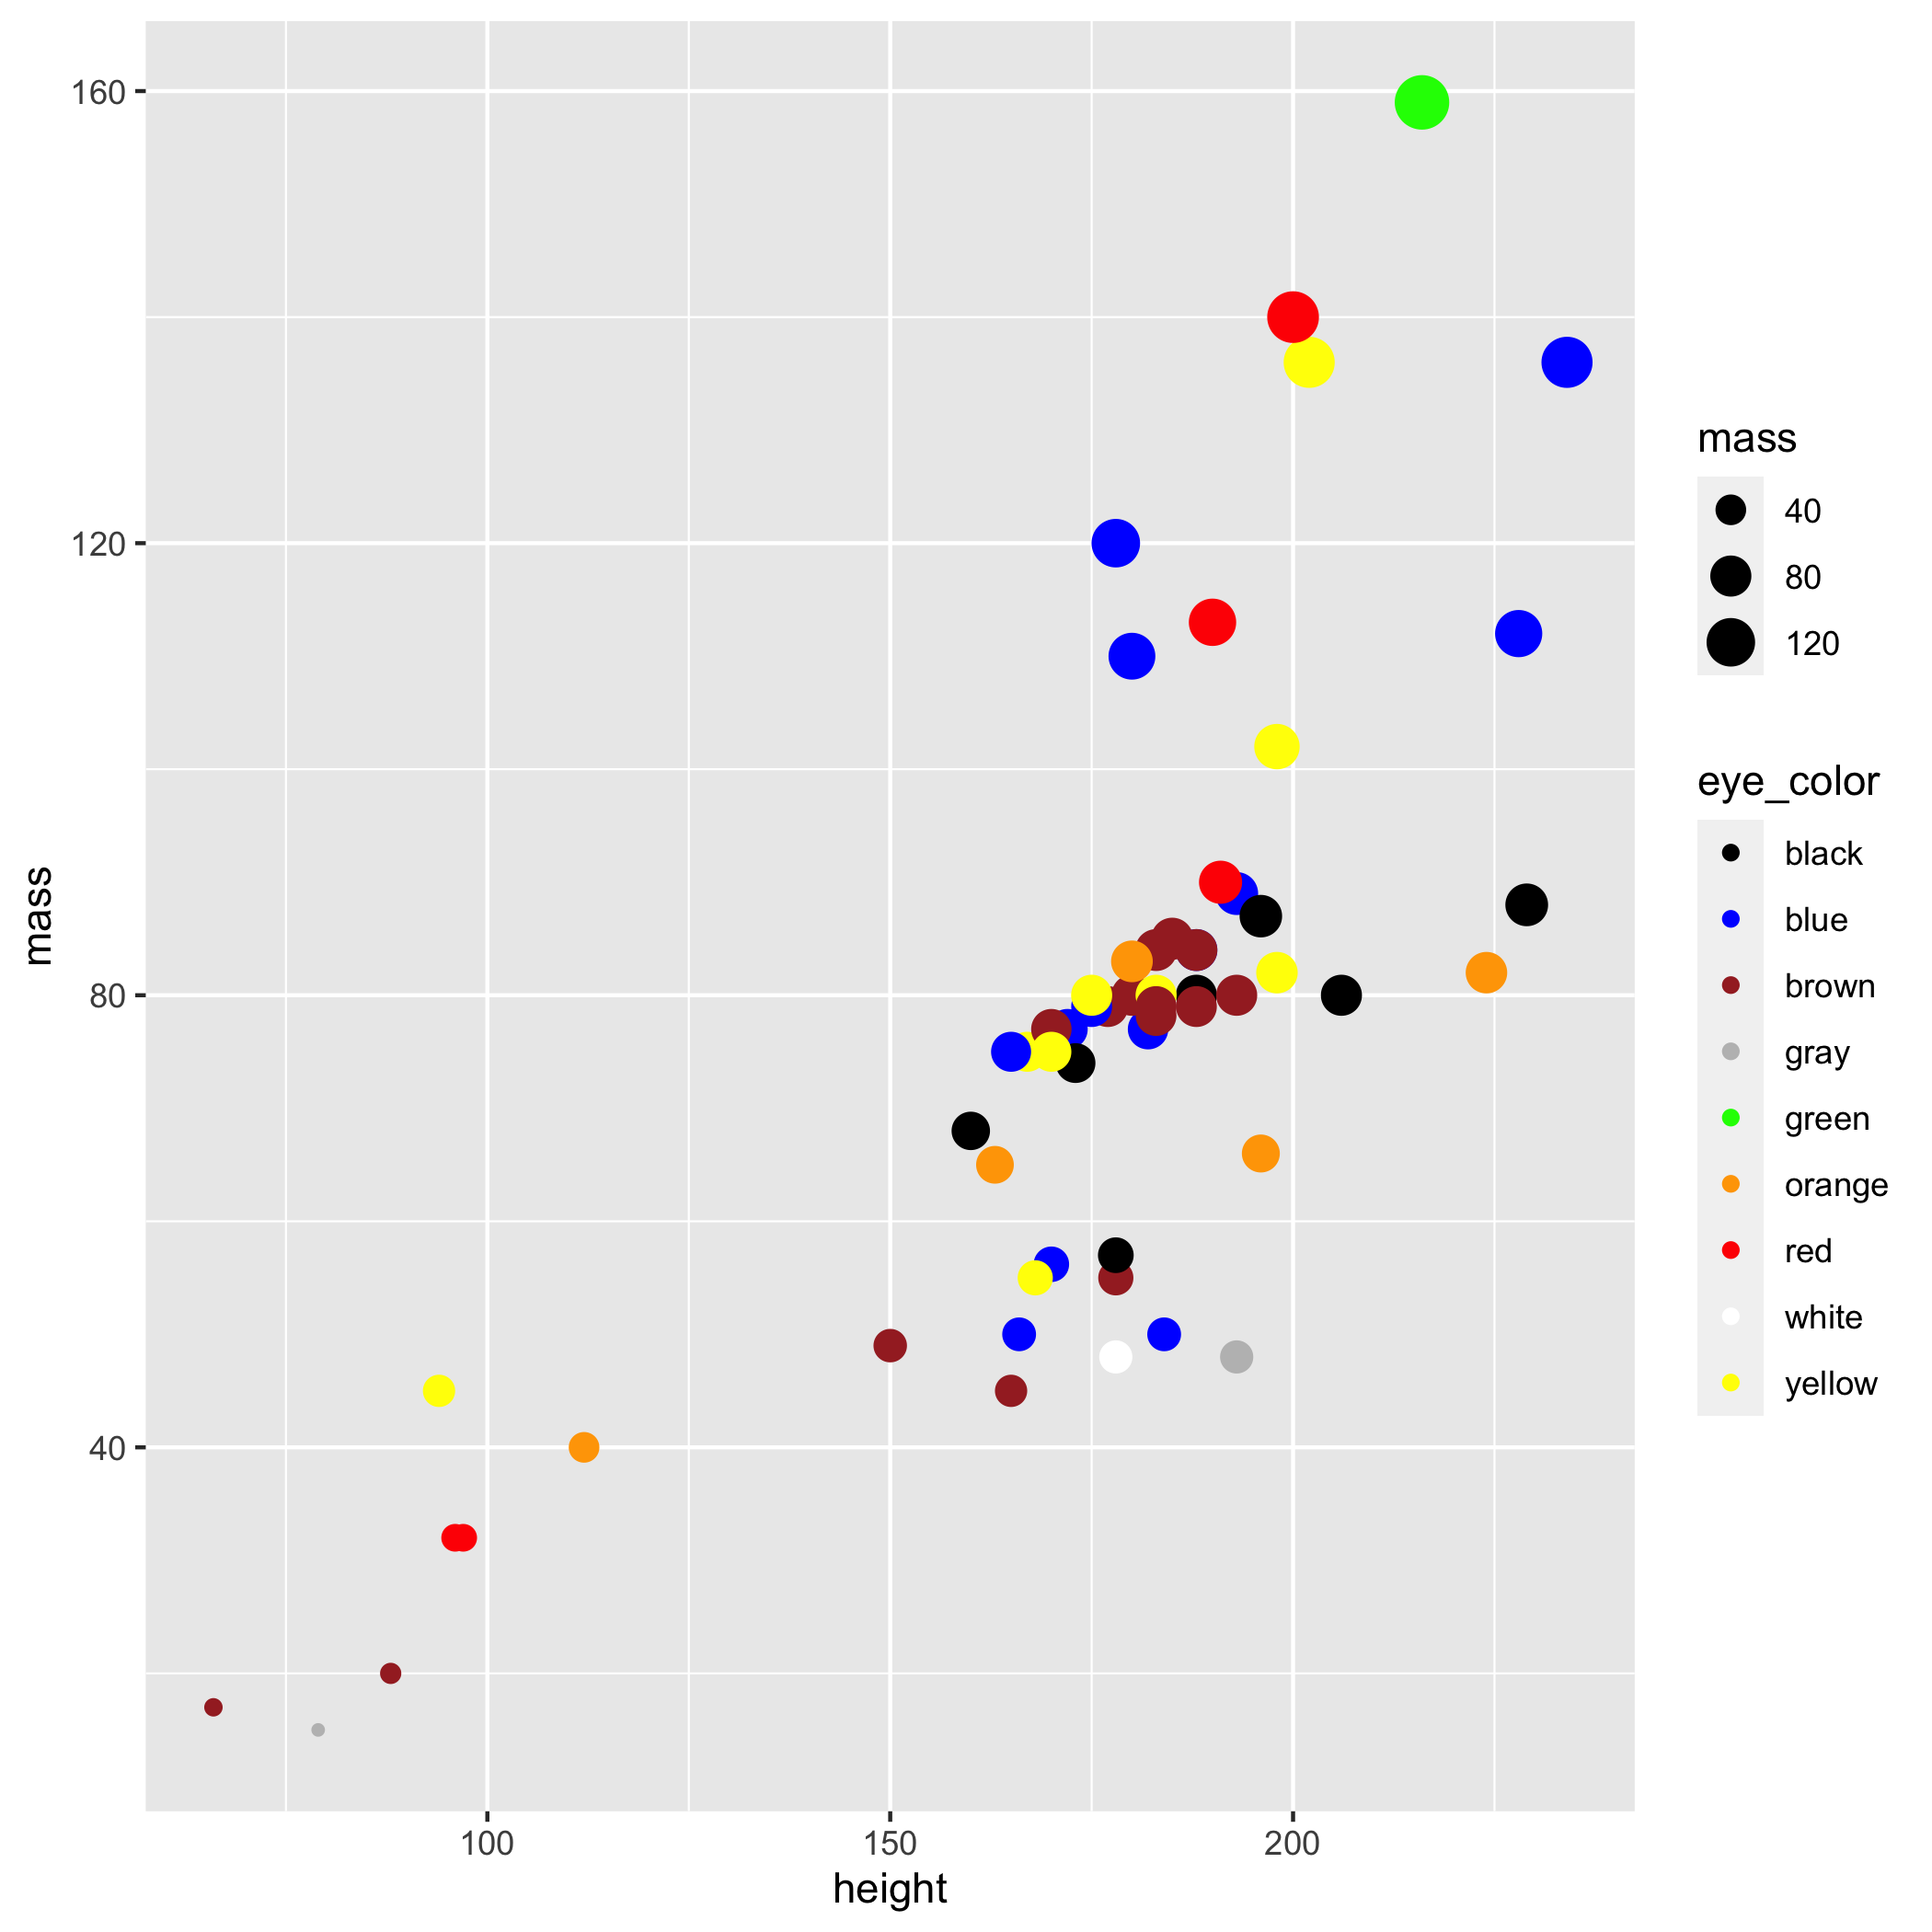 160
120
80
40
mass
100
150
200
height
mass
40
80
120
eye_color
black
blue
brown
gray
green
orange
red
white
yellow